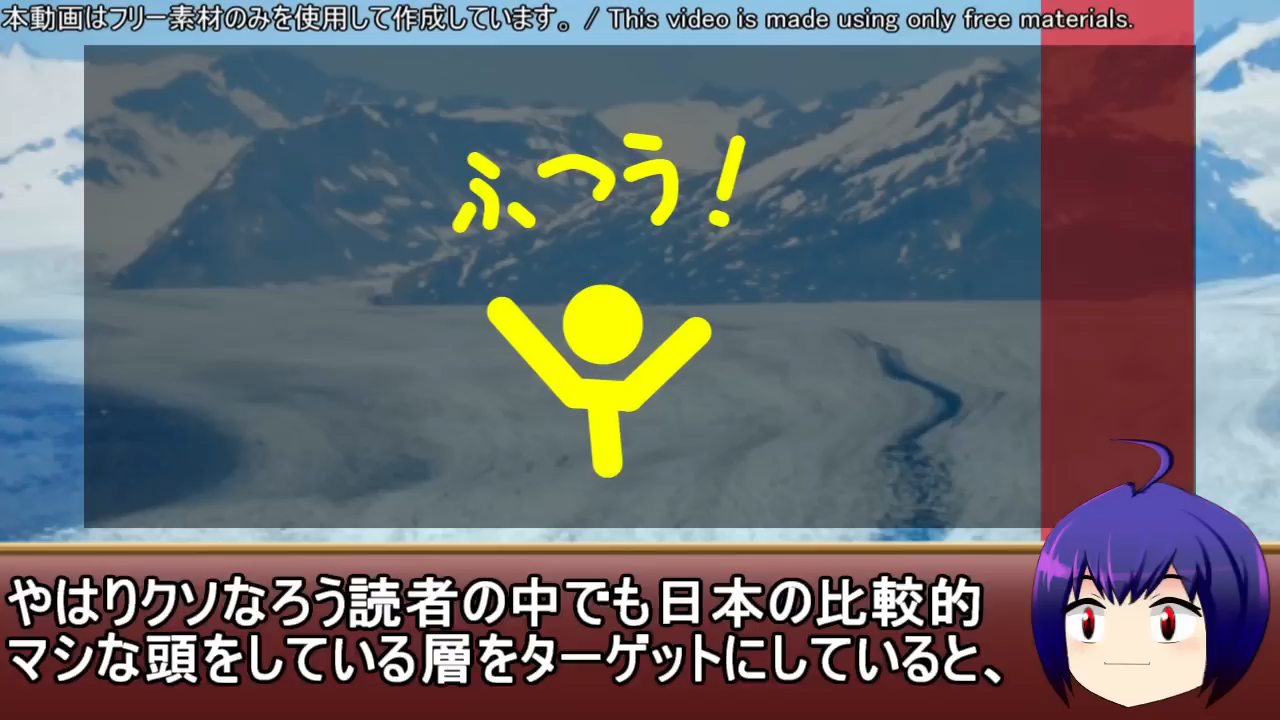 本動画はフリー素材のみを使用して作成しています。 / This video is made using only free materials.
ふつう!
やはりクソなろう読者の中でも日本の比較的
マシな頭をしている層をターゲットにしていると、